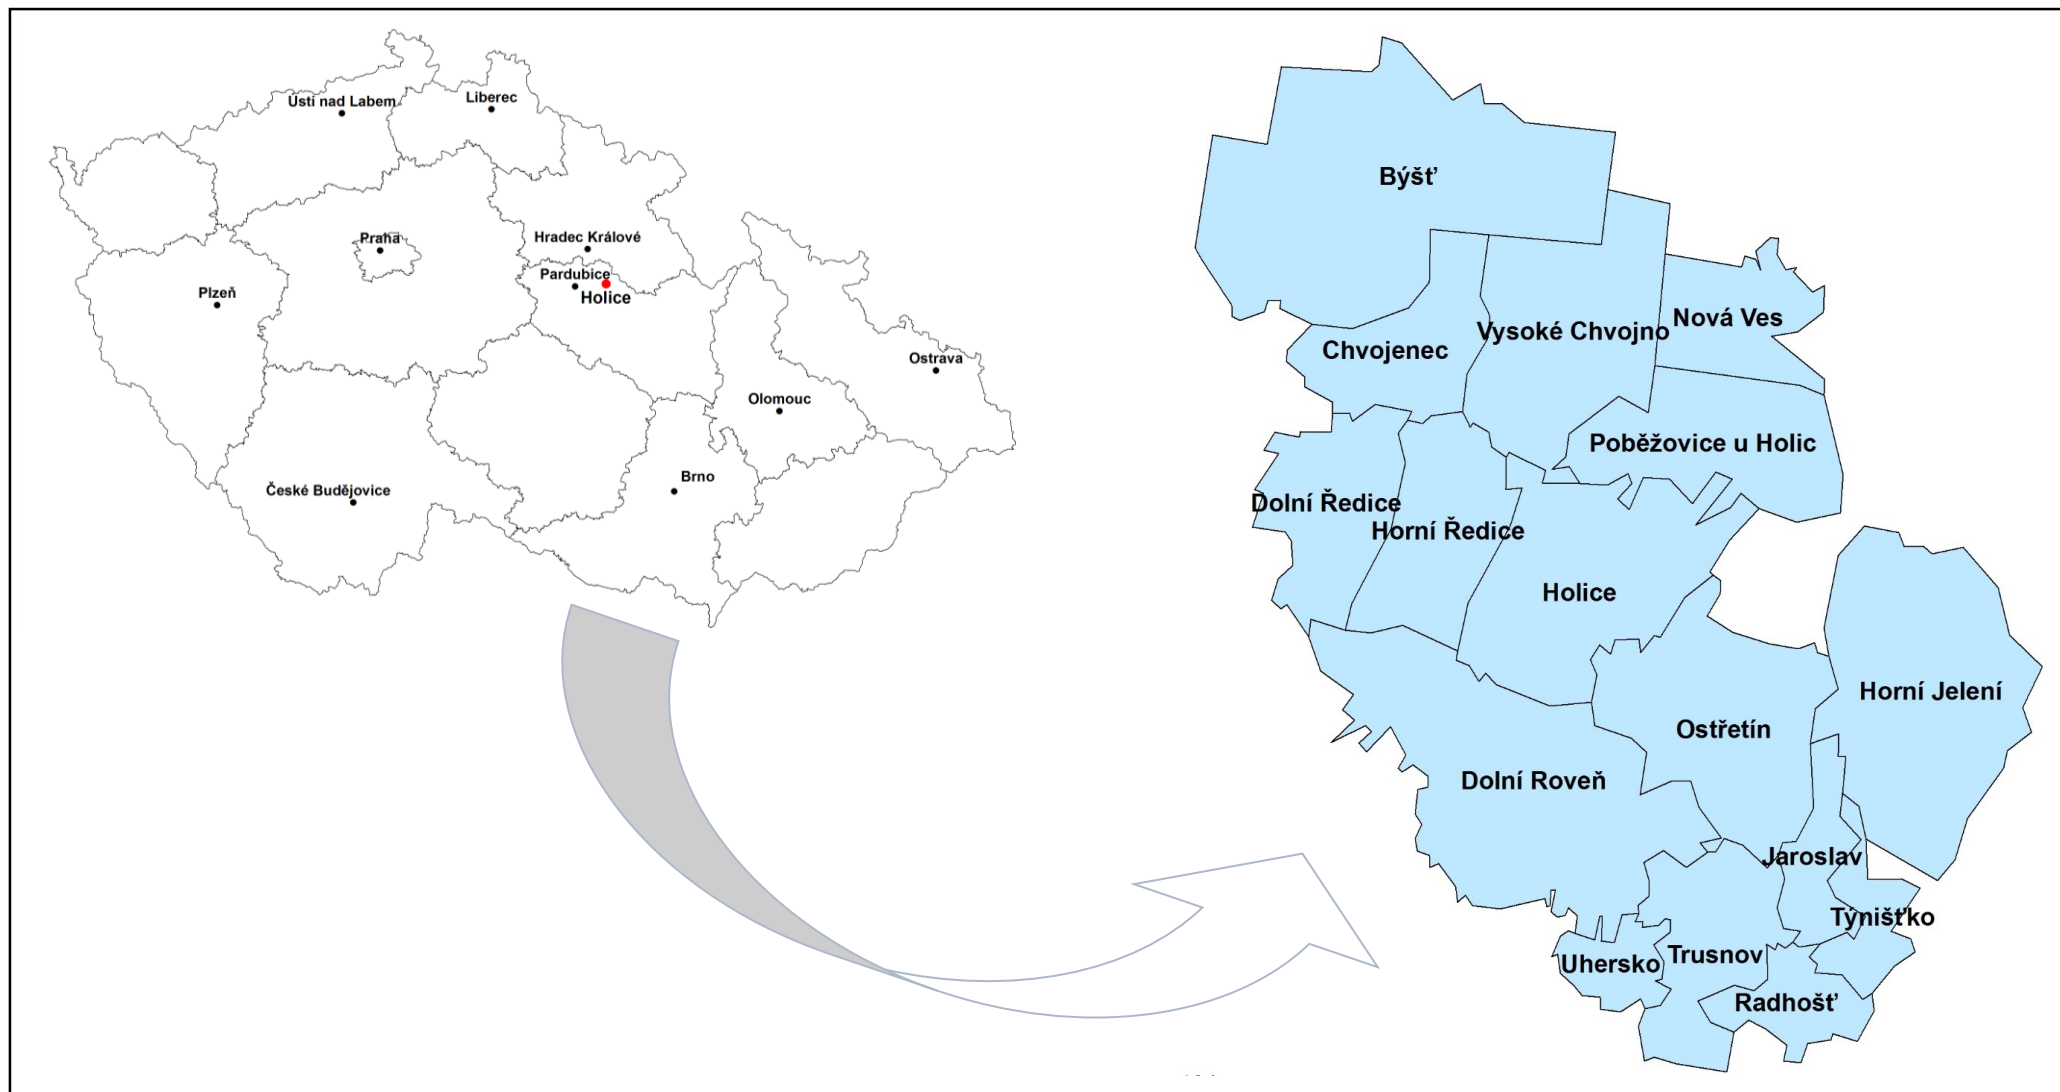 Ústí nad Labem
Liberec
Praha
Hradec Králové
Pardubice
Holice
Plzeň
Ostrava
Olomouc
Brno
České Budějovice
Býšť
Nová Ves
Vysoké Chvojno
Chvojenec
Poběžovice u Holic
Dolní Ředice
Horní Ředice
Holice
Horní Jelení
Ostřetín
Dolní Roveň
Jaroslav
Týnišťko
Trusnov
Uhersko
Radhošť